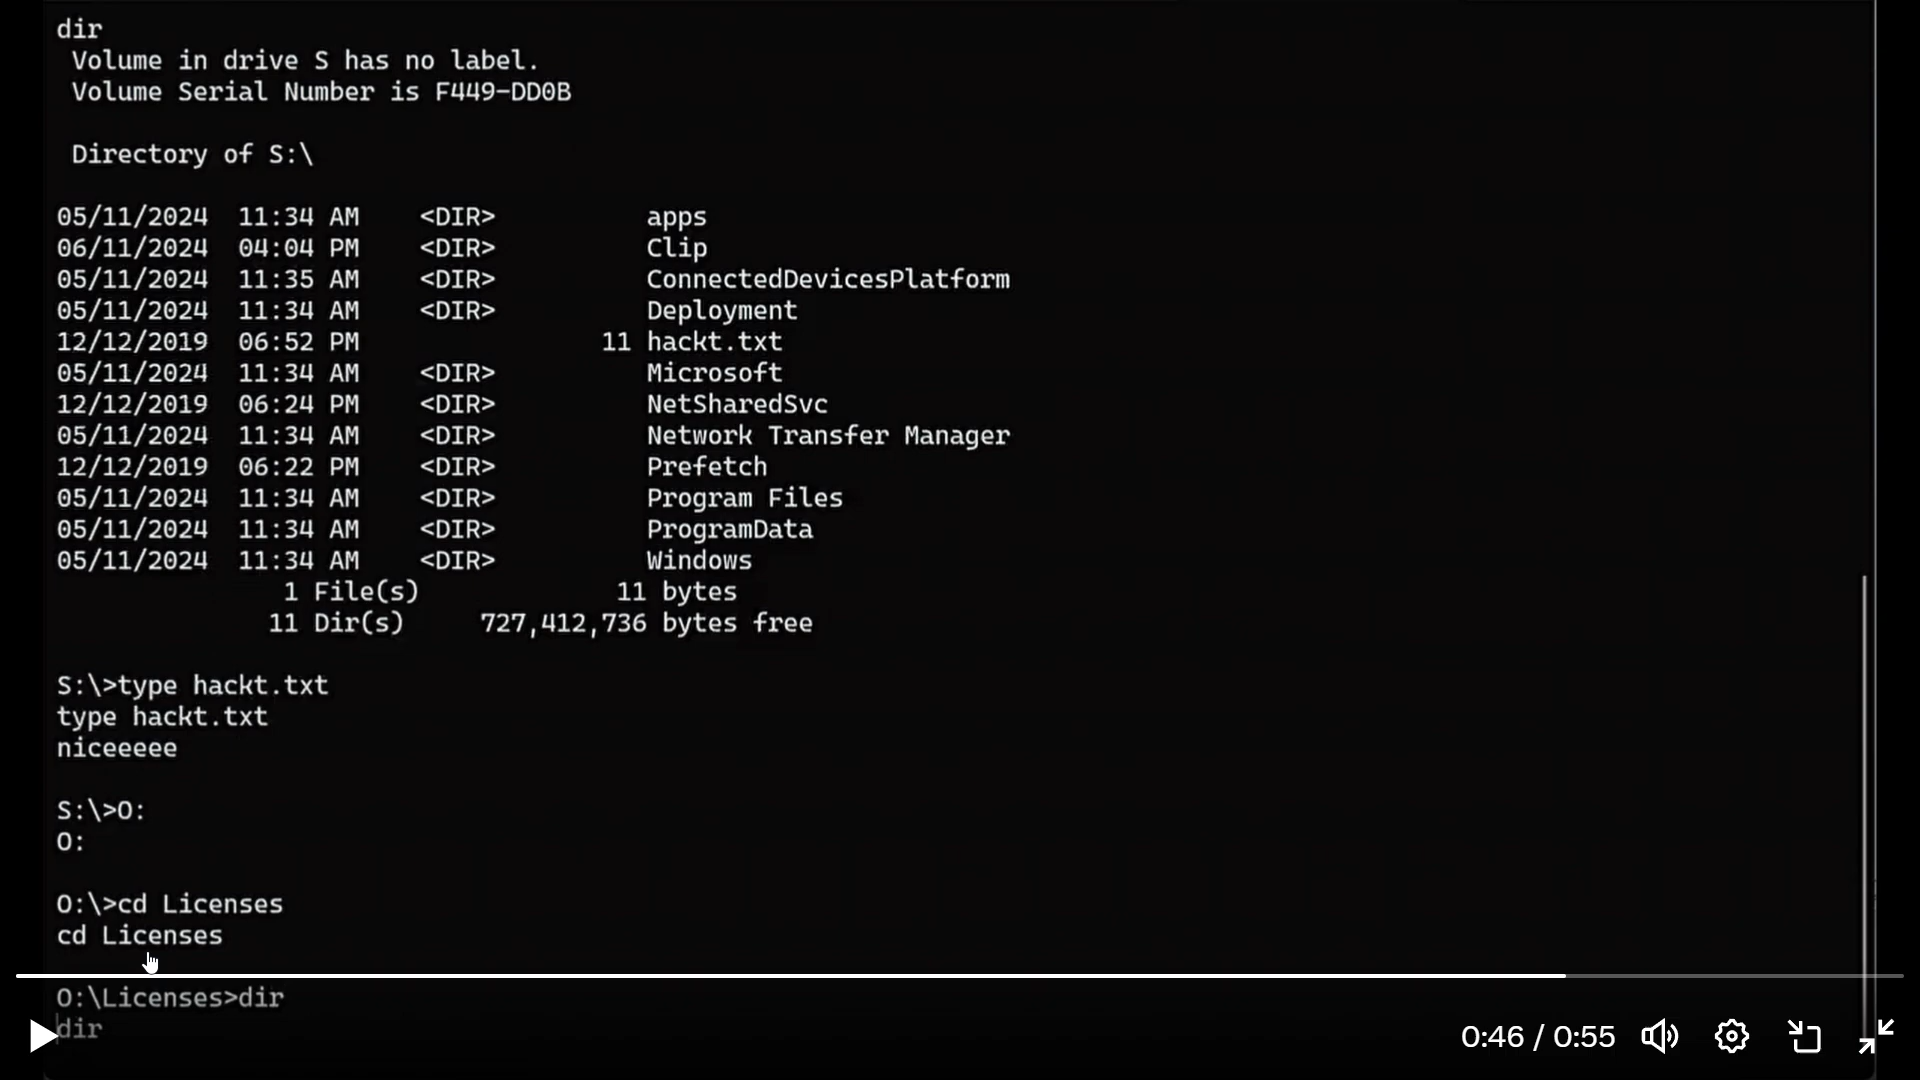 dir
 Volume in drive S has no label.
 Volume Serial Number is F449-DD0B

 Directory of S:\

05/11/2024  11:34 AM    <DIR>          apps
06/11/2024  04:04 PM    <DIR>          Clip
05/11/2024  11:35 AM    <DIR>          ConnectedDevicesPlatform
05/11/2024  11:34 AM    <DIR>          Deployment
12/12/2019  06:52 PM                11 hackt.txt
05/11/2024  11:34 AM    <DIR>          Microsoft
12/12/2019  06:24 PM    <DIR>          NetSharedSvc
05/11/2024  11:34 AM    <DIR>          Network Transfer Manager
12/12/2019  06:22 PM    <DIR>          Prefetch
05/11/2024  11:34 AM    <DIR>          Program Files
05/11/2024  11:34 AM    <DIR>          ProgramData
05/11/2024  11:34 AM    <DIR>          Windows
               1 File(s)             11 bytes
              11 Dir(s)     727,412,736 bytes free

S:\>type hackt.txt
type hackt.txt
niceeeee

S:\>O:
O:

O:\>cd Licenses
cd Licenses

O:\Licenses>dir
dir
0:46 / 0:55